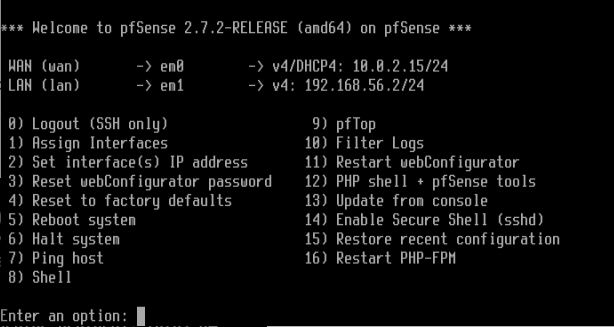 *** Welcome to pfSense 2.7.2-RELEASE (amd64) on pfSense ***
WAN (wan) -> em0 -> v4/DHCP4: 10.0.2.15/24
LAN (lan) -> em1 -> v4: 192.168.56.2/24
0) Logout (SSH only) 9) pfTop
1) Assign Interfaces 10) Filter Logs
2) Set interface(s) IP address 11) Restart webConfigurator
3) Reset webConfigurator password 12) PHP shell + pfSense tools
4) Reset to factory defaults 13) Update from console
5) Reboot system 14) Enable Secure Shell (sshd)
6) Halt system 15) Restore recent configuration
7) Ping host 16) Restart PHP-FPM
8) Shell
Enter an option: